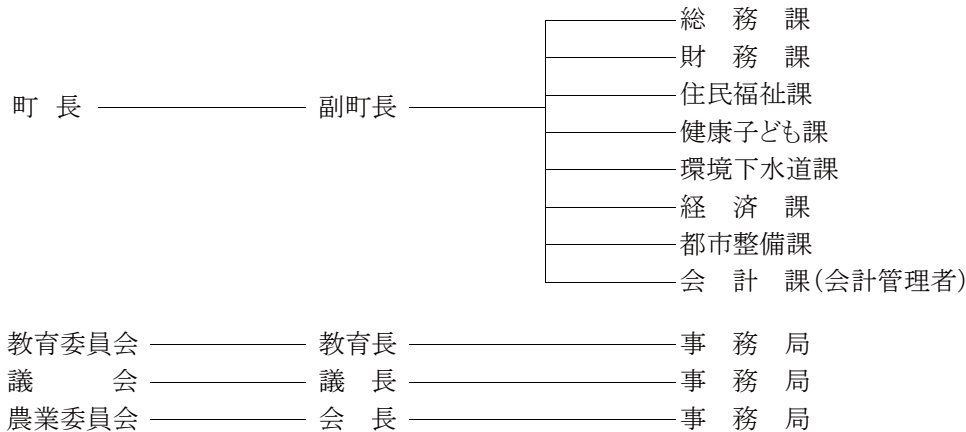 総務課
財務課
町長 副町長 住民福祉課
健康子ども課
環境下水道課
経済課
都市整備課
会計課(会計管理者)
教育委員会 教育長 事務局
議会 議長 事務局
農業委員会 会長 事務局